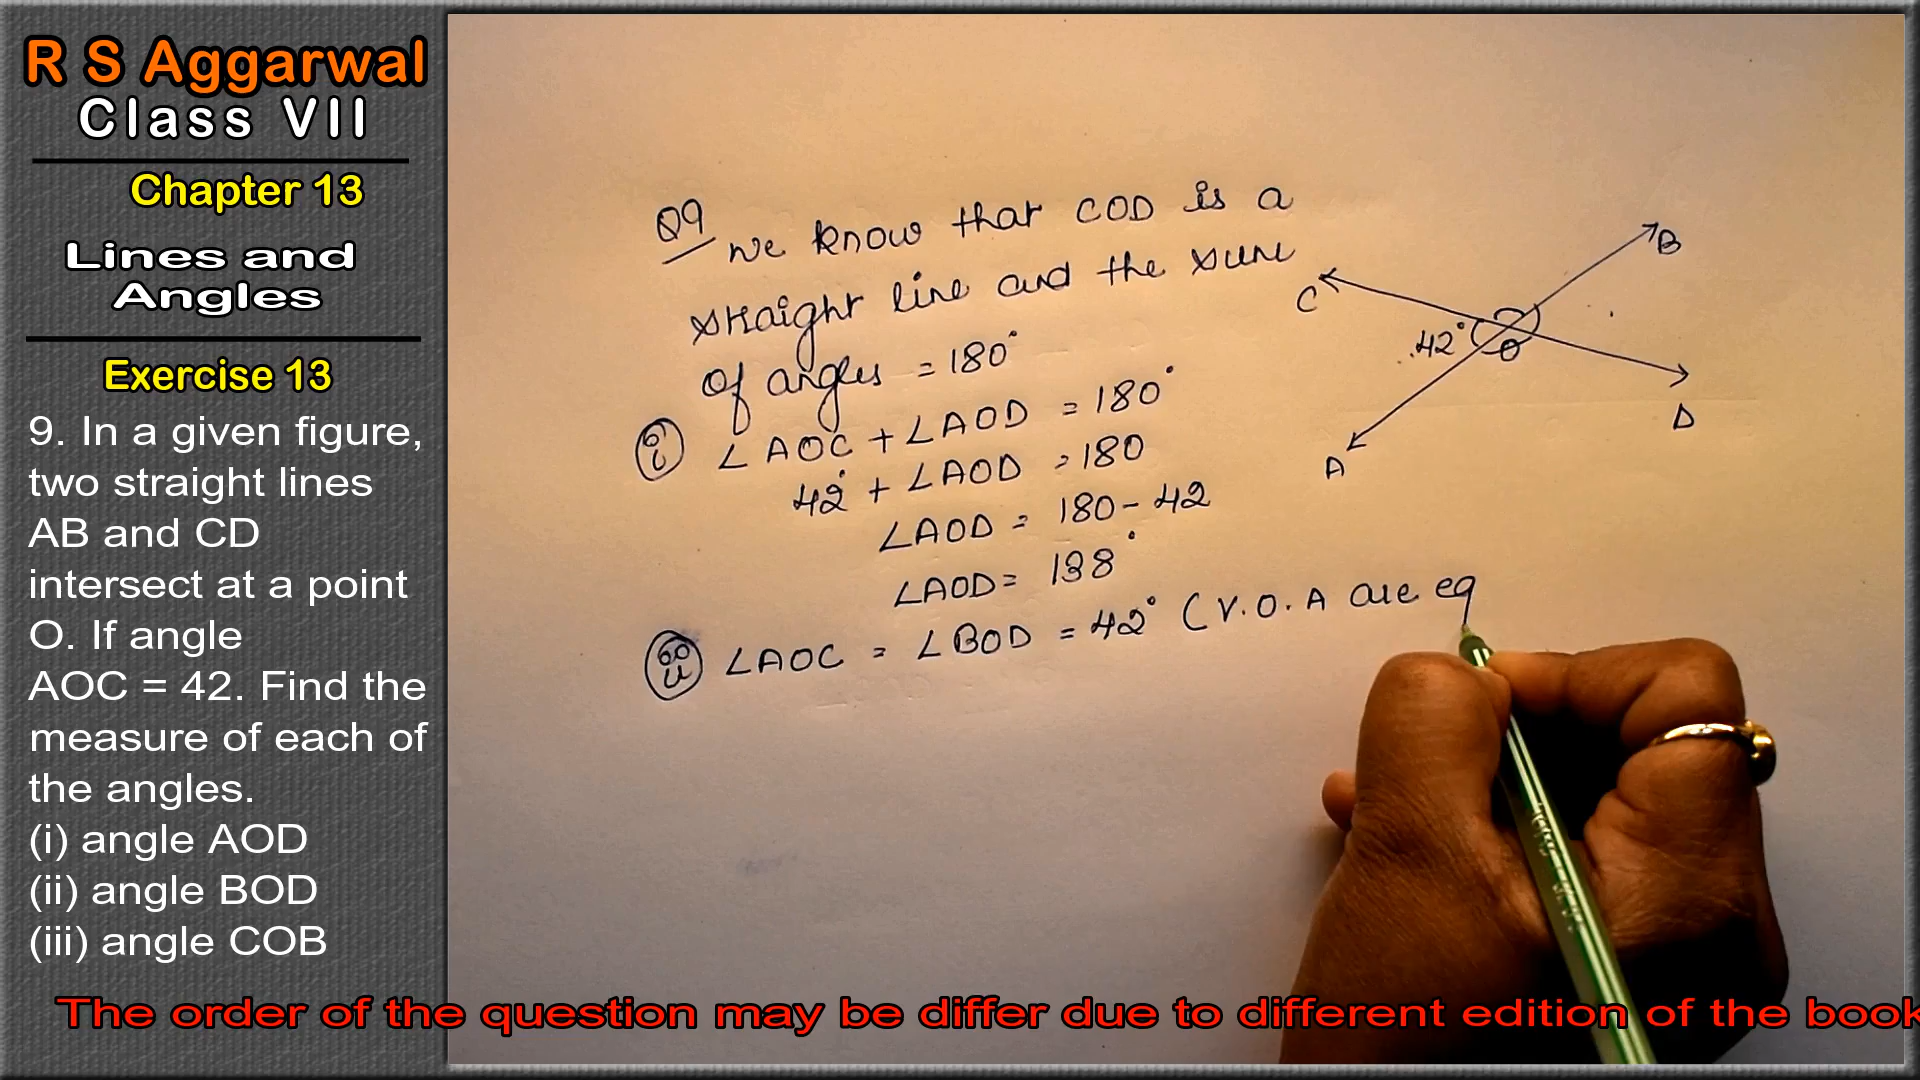 R S Aggarwal
Class VII
Chapter 13
Lines and
Angles
Exercise 13
9. In a given figure,
two straight lines
AB and CD
intersect at a point
O. If angle
AOC = 42. Find the
measure of each of
the angles.
(i) angle AOD
(ii) angle BOD
(iii) angle COB
Q9
We know that COD is a
straight line and the sum
of angles = 180°
(i) ∠AOC + ∠AOD = 180°
42° + ∠AOD = 180
∠AOD = 180 - 42
∠AOD = 138°
(ii) ∠AOC = ∠BOD = 42° (V.O.A are eq
B
C
42°
O
D
A
The order of the question may be differ due to different edition of the book